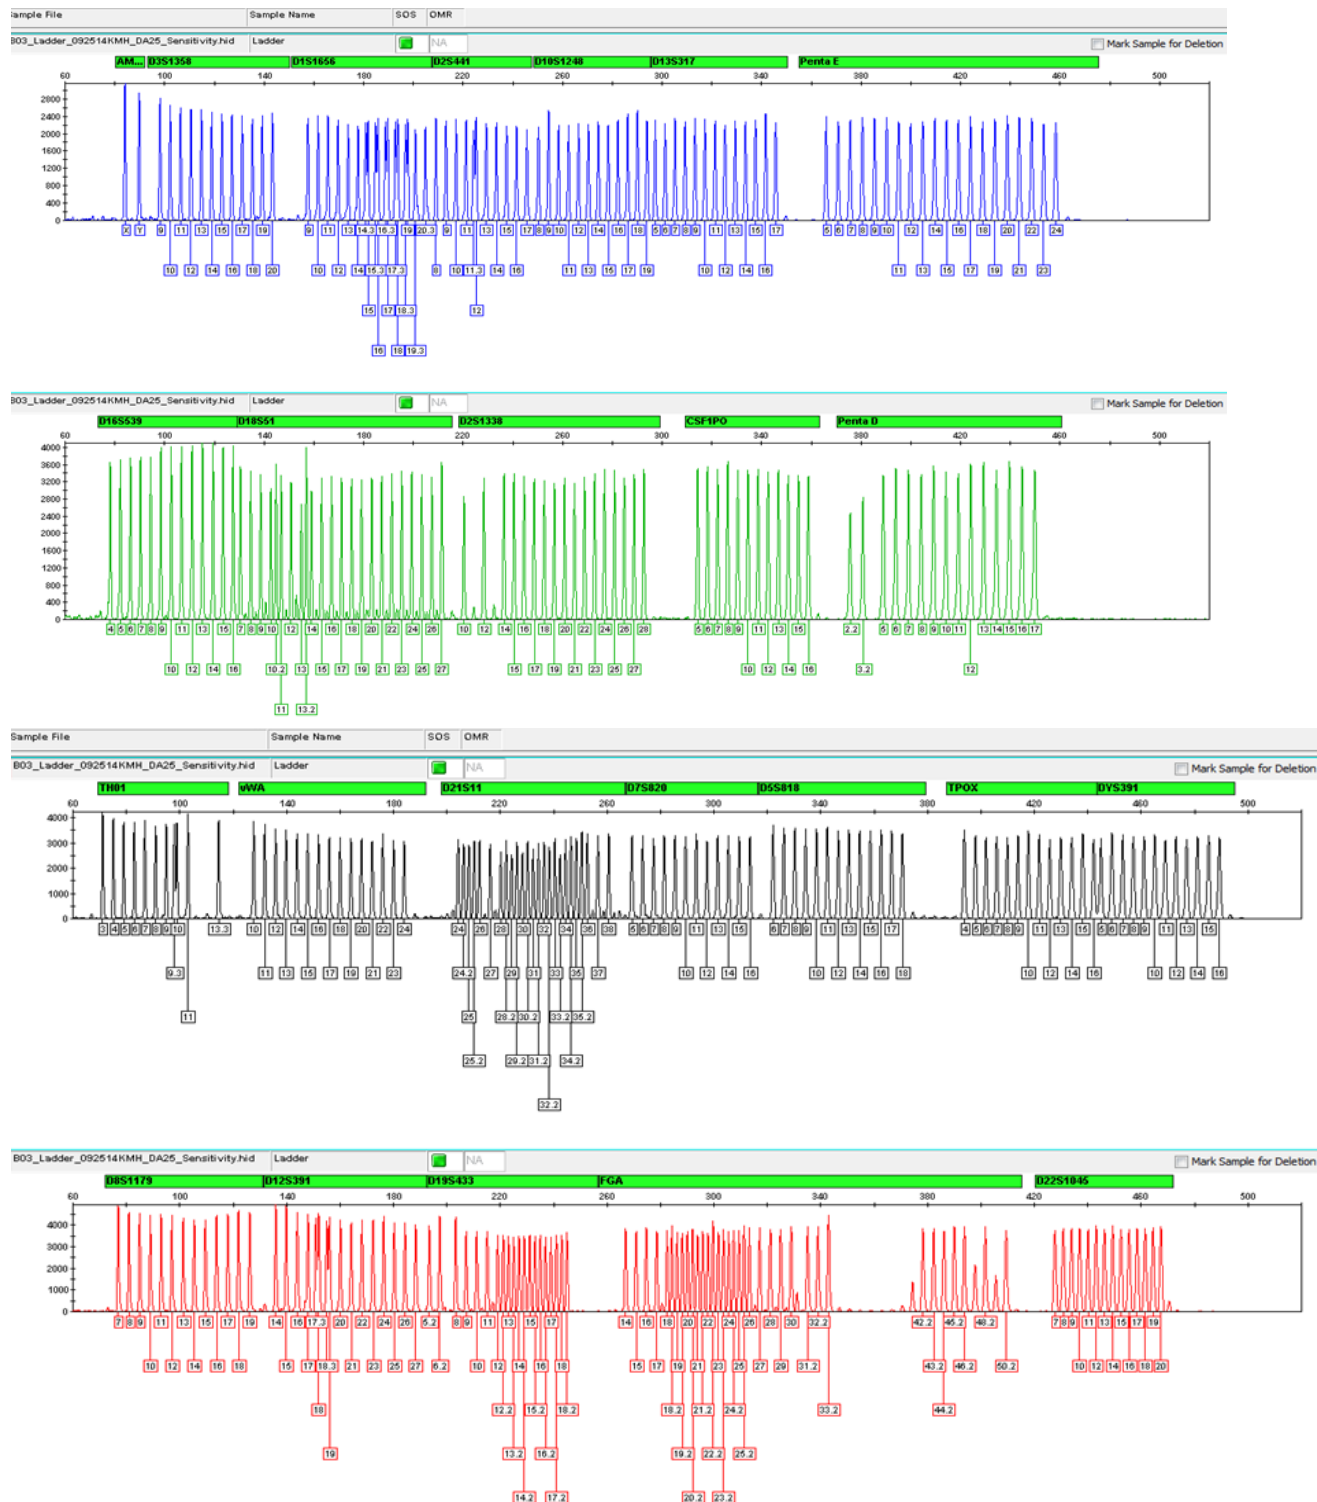 Sample File Sample Name SOS OMR
B03_Ladder_092514KMH_DA25_Sensitivity.hid Ladder NA Mark Sample for Deletion
AM... D3S1358 D1S1656 D2S441 D10S1248 D13S317 Penta E
60 100 140 180 220 260 300 340 380 420 460 500
2800
2400
2000
1600
1200
800
400
0
X Y 9 11 13 15 17 19 9 11 13 14.3 16.3 19 20.3 9 11 13 15 17 8 9 10 12 14 16 18 5 6 7 8 9 11 13 15 17 5 6 7 8 9 10 12 14 16 18 20 22 24
10 12 14 16 18 20 10 12 14 15.3 17 17.3 8 10 11.3 14 16 11 13 15 17 19 10 12 14 16 11 13 15 17 19 21 23
15 18.3 12
16 18 19.3
B03_Ladder_092514KMH_DA25_Sensitivity.hid Ladder NA Mark Sample for Deletion
D16S539 D18S51 D2S1338 CSF1PO Penta D
60 100 140 180 220 260 300 340 380 420 460 500
4000
3600
3200
2800
2400
2000
1600
1200
800
400
0
4 5 6 7 8 9 11 13 15 7 8 9 10 12 14 16 18 20 22 24 26 10 12 14 16 18 20 22 24 26 28 5 6 7 8 9 11 13 15 2.2 5 6 7 8 9 10 11 13 14 15 16 17
10 12 14 16 10.2 13 15 17 19 21 23 25 27 15 17 19 21 23 25 27 10 12 14 16 3.2 12
11 13.2
Sample File Sample Name SOS OMR
B03_Ladder_092514KMH_DA25_Sensitivity.hid Ladder NA Mark Sample for Deletion
TH01 vWA D21S11 D7S820 D5S818 TPOX DYS391
60 100 140 180 220 260 300 340 380 420 460 500
4000
3000
2000
1000
0
3 4 5 6 7 8 9 10 13.3 10 12 14 16 18 20 22 24 24 26 28 30 32 34 36 38 5 6 7 8 9 11 13 15 6 7 8 9 11 13 15 17 4 5 6 7 8 9 11 13 15 5 6 7 8 9 11 13 15
9.3 11 13 15 17 19 21 23 24.2 27 29 31 33 35 37 10 12 14 10 12 14 16 18 10 12 14 16 10 12 14 16
11 25 28.2 30.2 33.2 35.2
25.2 29.2 31.2 34.2
32.2
B03_Ladder_092514KMH_DA25_Sensitivity.hid Ladder NA Mark Sample for Deletion
D8S1179 D12S391 D19S433 FGA D22S1045
60 100 140 180 220 260 300 340 380 420 460 500
4000
3000
2000
1000
0
7 8 9 11 13 15 17 19 14 16 17.3 20 22 24 26 5.2 8 9 11 13 15 17 14 16 18 20 22 24 26 28 30 32.2 42.2 45.2 48.2 7 8 9 11 13 15 17 19
10 12 14 16 18 15 17 18.3 21 23 25 27 6.2 10 12 14 16 18 15 17 19 21 23 25 27 29 31.2 43.2 46.2 50.2 10 12 14 16 18 20
18 12.2 15.2 18.2 18.2 21.2 24.2 33.2 44.2
19 13.2 16.2 19.2 22.2 25.2
14.2 17.2 20.2 23.2